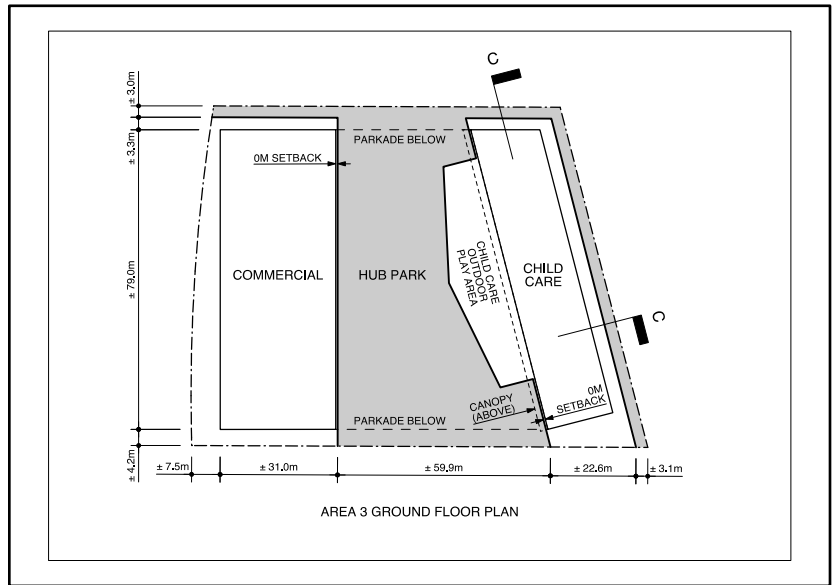 C
± 3.0m
± 3.3m
PARKADE BELOW
0M SETBACK
COMMERCIAL
HUB PARK
CHILD CARE
OUTDOOR
PLAY AREA
CHILD
CARE
± 79.0m
C
CANOPY
(ABOVE)
0M
SETBACK
PARKADE BELOW
± 4.2m
± 7.5m
± 31.0m
± 59.9m
± 22.6m
± 3.1m
AREA 3 GROUND FLOOR PLAN